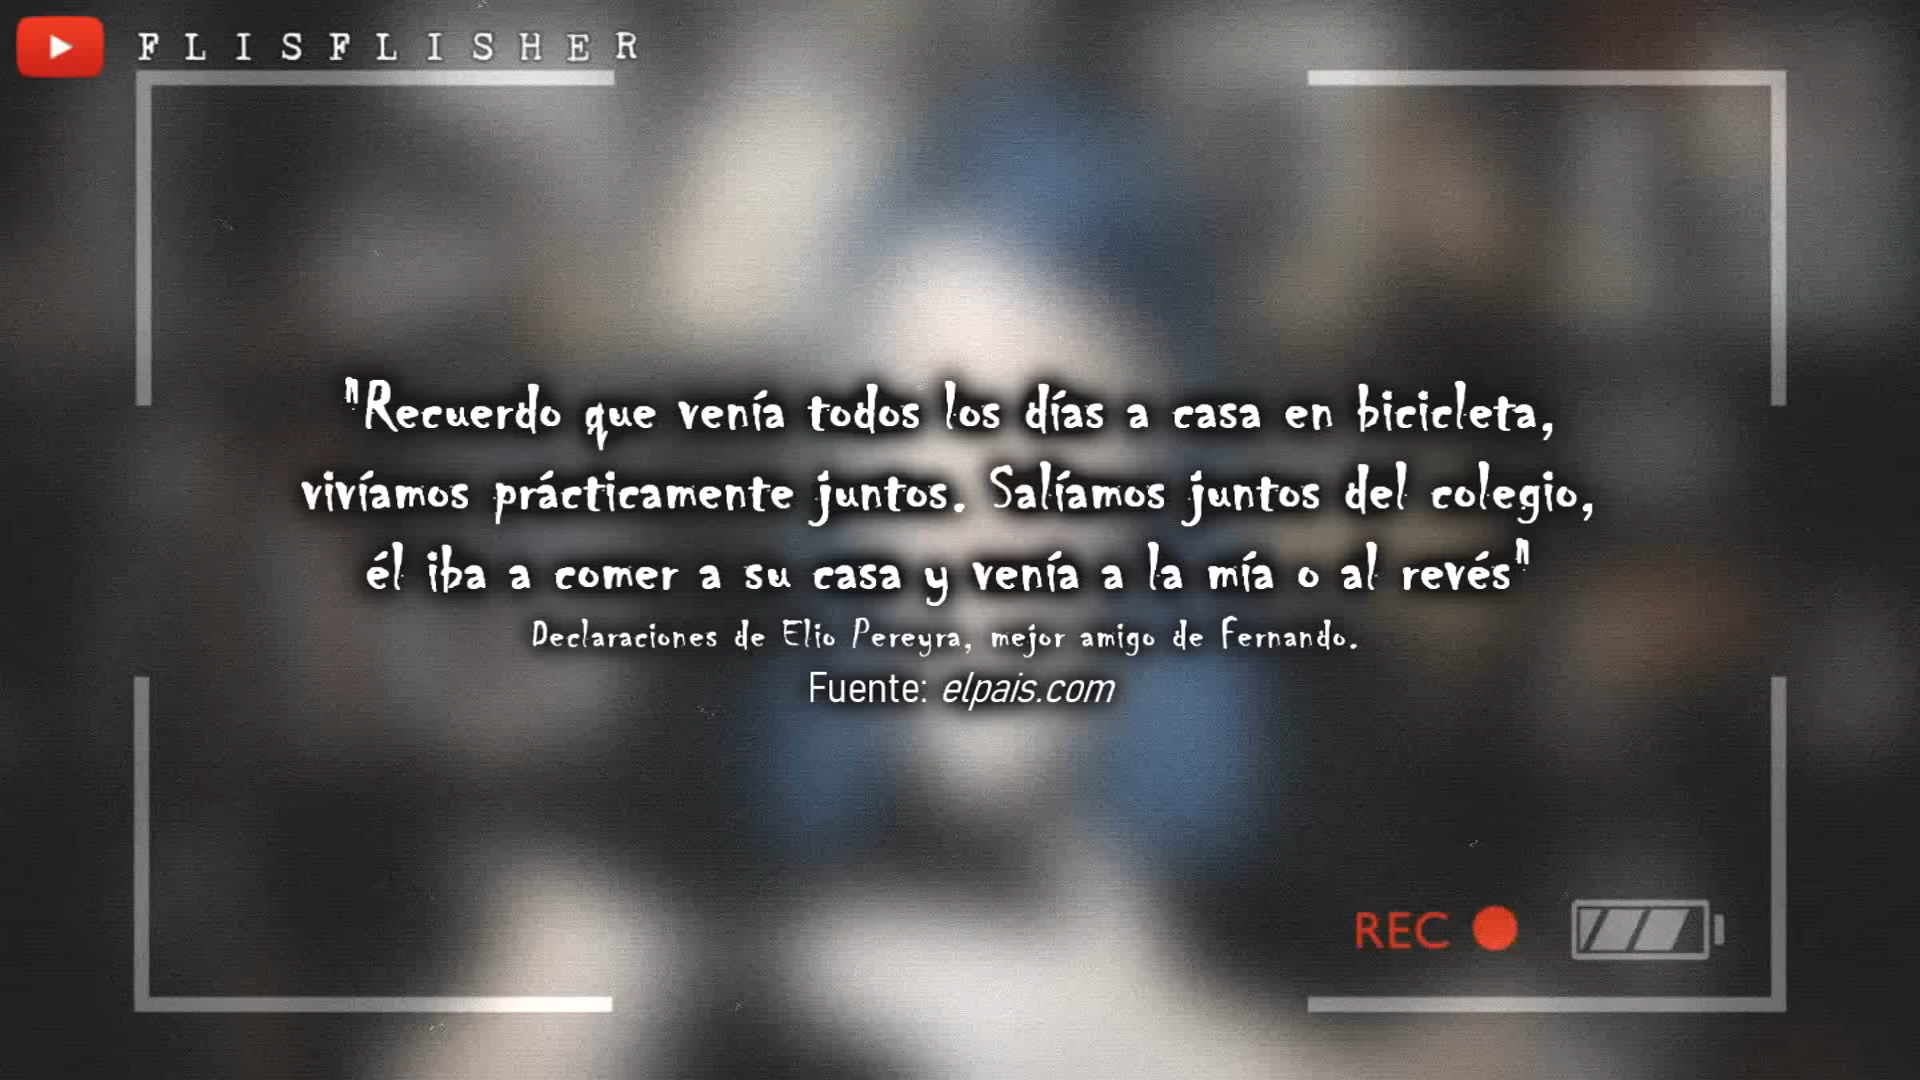 FLISFLISHER
"Recuerdo que venía todos los días a casa en bicicleta,
vivíamos prácticamente juntos. Salíamos juntos del colegio,
él iba a comer a su casa y venía a la mía o al revés"
Declaraciones de Elio Pereyra, mejor amigo de Fernando.
Fuente: elpais.com
REC